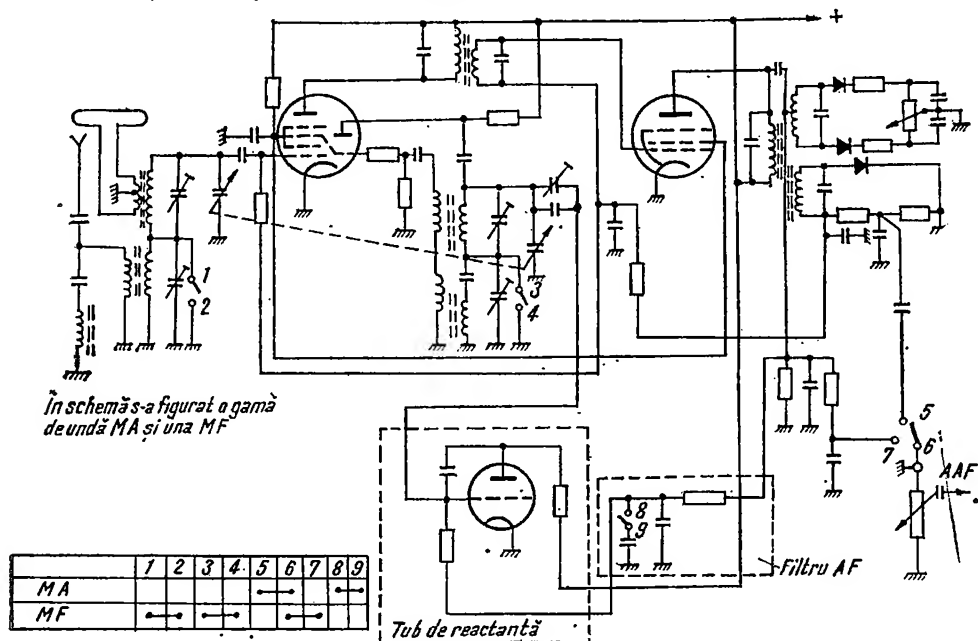 +
1
2
3
4
În schemă s-a figurat o gamă
de undă MA și una MF
5
7
6
AAF
8
9
Filtru AF
1 2 3 4 5 6 7 8 9
MA
MF
Tub de reactanță